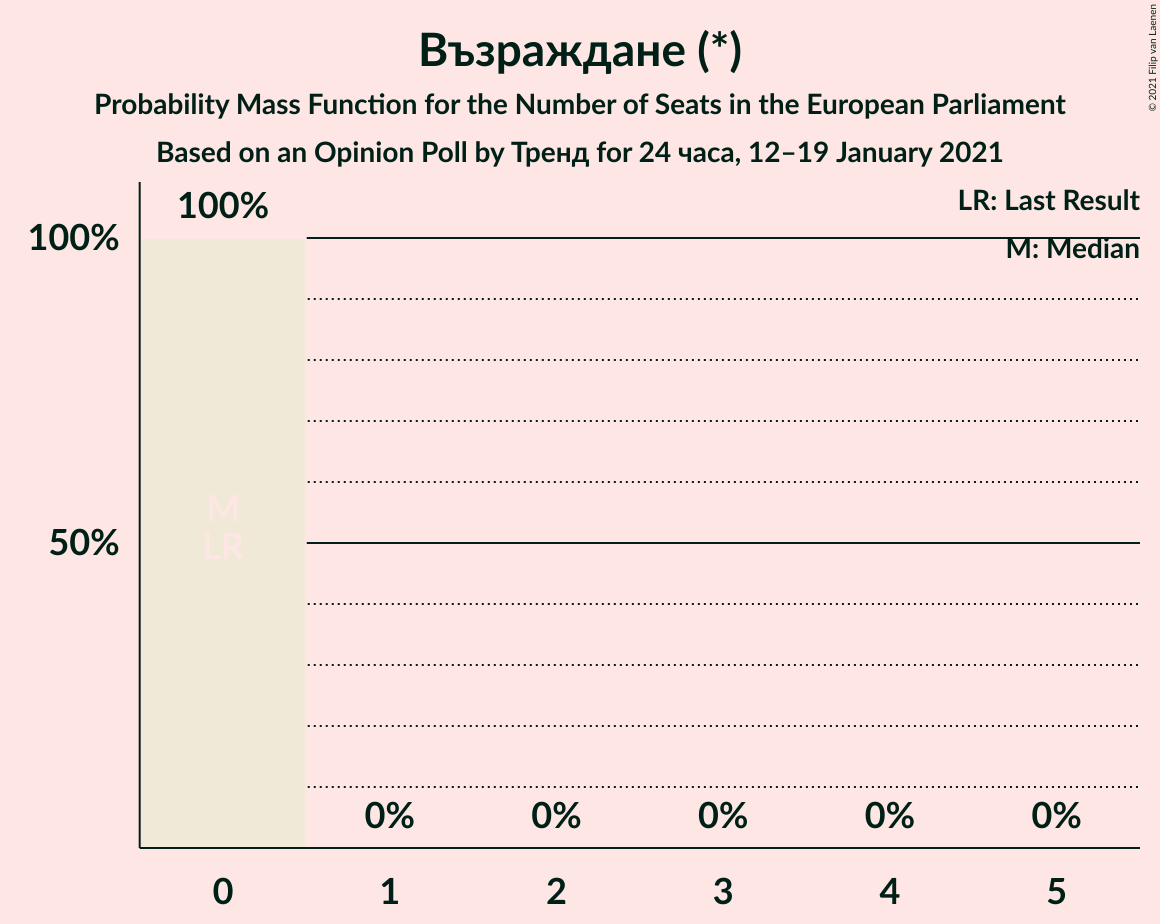 Възраждане (*)
Probability Mass Function for the Number of Seats in the European Parliament
Based on an Opinion Poll by Тренд for 24 часа, 12–19 January 2021
© 2021 Filip van Laenen
LR: Last Result
M: Median
100%
100%
50%
M
LR
0%
0%
0%
0%
0%
0
1
2
3
4
5